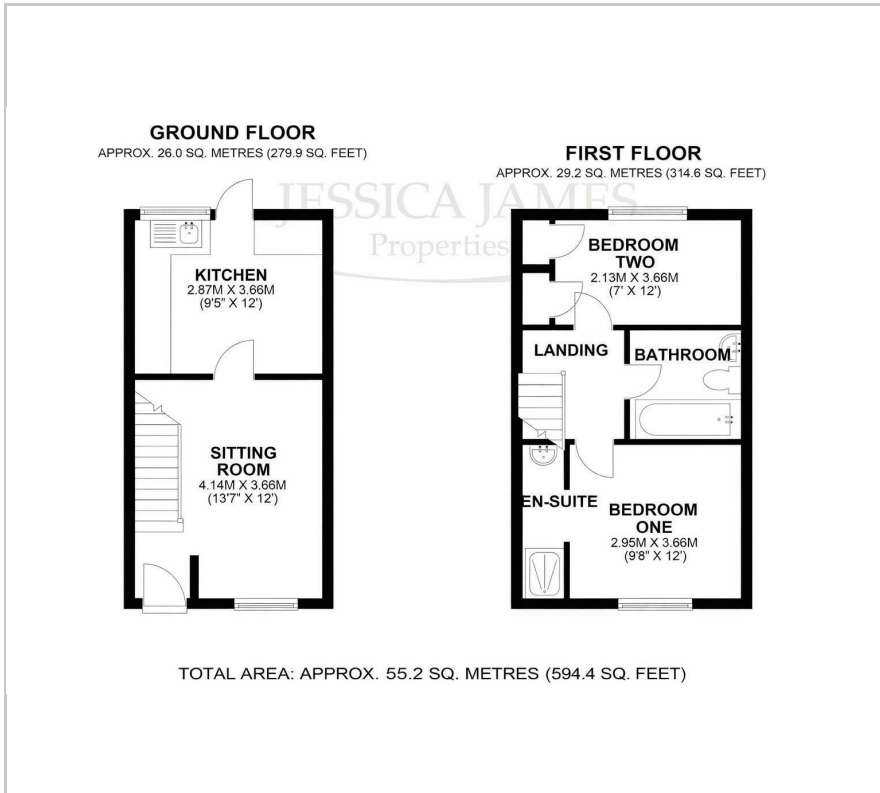 GROUND FLOOR
APPROX. 26.0 SQ. METRES (279.9 SQ. FEET)
KITCHEN
2.87M X 3.66M
(9'5" X 12')
SITTING
ROOM
4.14M X 3.66M
(13'7" X 12')
FIRST FLOOR
APPROX. 29.2 SQ. METRES (314.6 SQ. FEET)
JESSICA JAMES
Properties
BEDROOM
TWO
2.13M X 3.66M
(7' X 12')
LANDING
BATHROOM
EN-SUITE
BEDROOM
ONE
2.95M X 3.66M
(9'8" X 12')
TOTAL AREA: APPROX. 55.2 SQ. METRES (594.4 SQ. FEET)